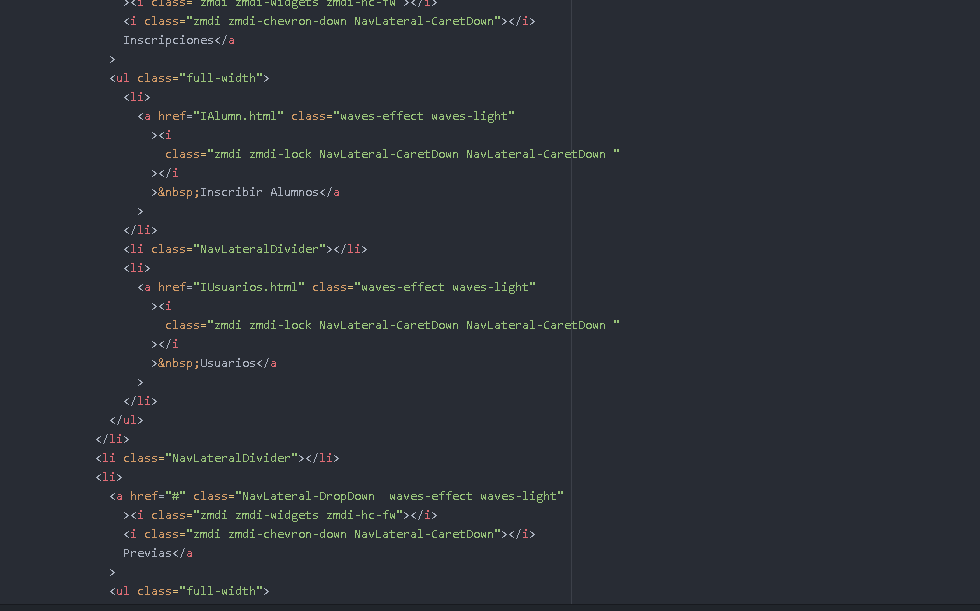 ><i class="zmdi zmdi-widgets zmdi-hc-fw"></i>
<i class="zmdi zmdi-chevron-down NavLateral-CaretDown"></i>
Inscripciones</a
>
<ul class="full-width">
<li>
<a href="IAlumn.html" class="waves-effect waves-light"
><i
class="zmdi zmdi-lock NavLateral-CaretDown NavLateral-CaretDown "
></i
>&nbsp;Inscribir Alumnos</a
>
</li>
<li class="NavLateralDivider"></li>
<li>
<a href="IUsuarios.html" class="waves-effect waves-light"
><i
class="zmdi zmdi-lock NavLateral-CaretDown NavLateral-CaretDown "
></i
>&nbsp;Usuarios</a
>
</li>
</ul>
</li>
<li class="NavLateralDivider"></li>
<li>
<a href="#" class="NavLateral-DropDown  waves-effect waves-light"
><i class="zmdi zmdi-widgets zmdi-hc-fw"></i>
<i class="zmdi zmdi-chevron-down NavLateral-CaretDown"></i>
Previas</a
>
<ul class="full-width">